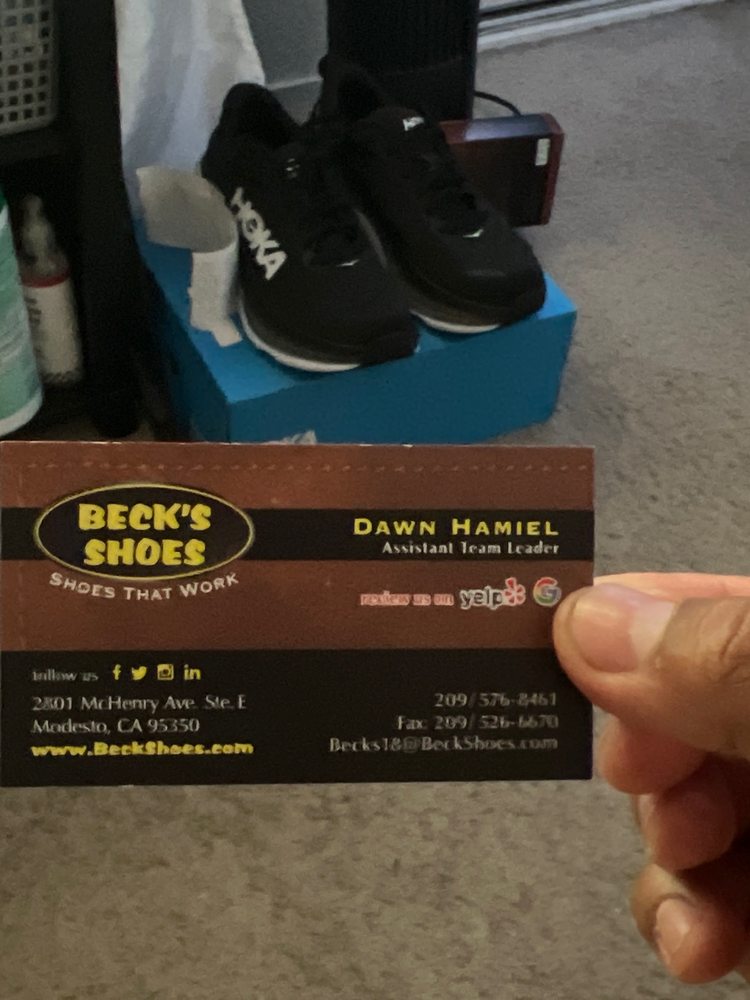 HOKA
BECK'S
SHOES
SHOES THAT WORK
DAWN HAMIEL
Assistant Team Leader
review us on yelp G
follow us f in
2801 McHenry Ave. Ste. E
Modesto, CA 95350
www.BeckShoes.com
209/576-8461
Fax: 209/526-6670
Becks18@BeckShoes.com